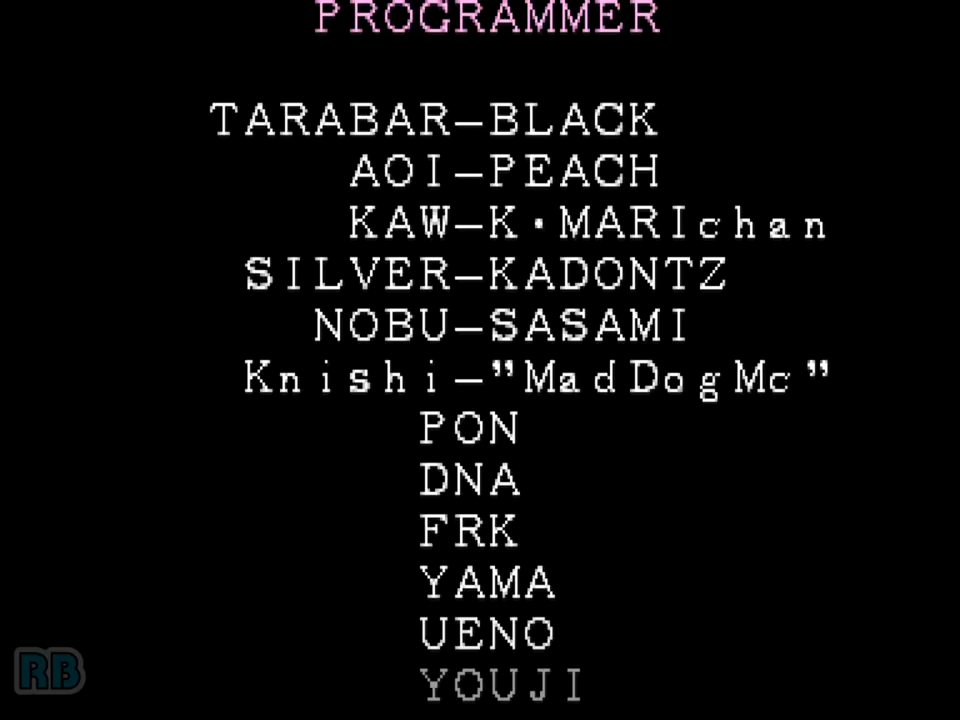 PROGRAMMER
TARABAR–BLACK
AOI–PEACH
KAW–K・MARIchan
SILVER–KADONTZ
NOBU–SASAMI
Knishi–"MadDogMc"
PON
DNA
FRK
YAMA
UENO
YOUJI
RB